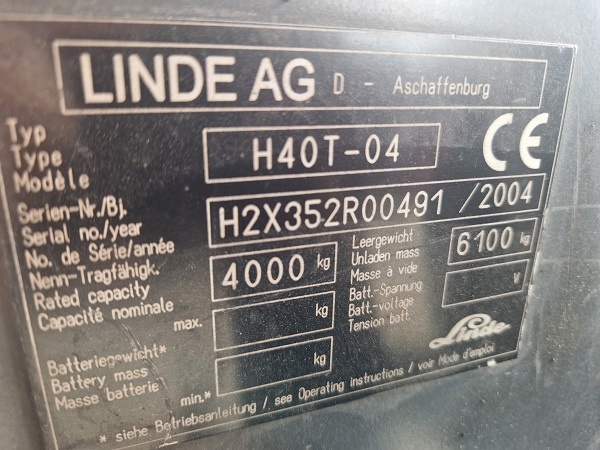 LINDE AG D - Aschaffenburg
Typ
Type
Modèle
H40T-04
CE
Serien-Nr./Bj.
Serial no./year
No. de Série/année
H2X352R00491 / 2004
Nenn-Tragfähigk.
Rated capacity
Capacité nominale
4000 kg
Leergewicht
Unladen mass
Masse à vide
6100 kg
Batt.-Spannung
Batt.-voltage
Tension batt.
V
max. kg
Batteriegewicht*
Battery mass
Masse batterie
min.* kg
Linde
* siehe Betriebsanleitung / see Operating instructions / voir Mode d'emploi